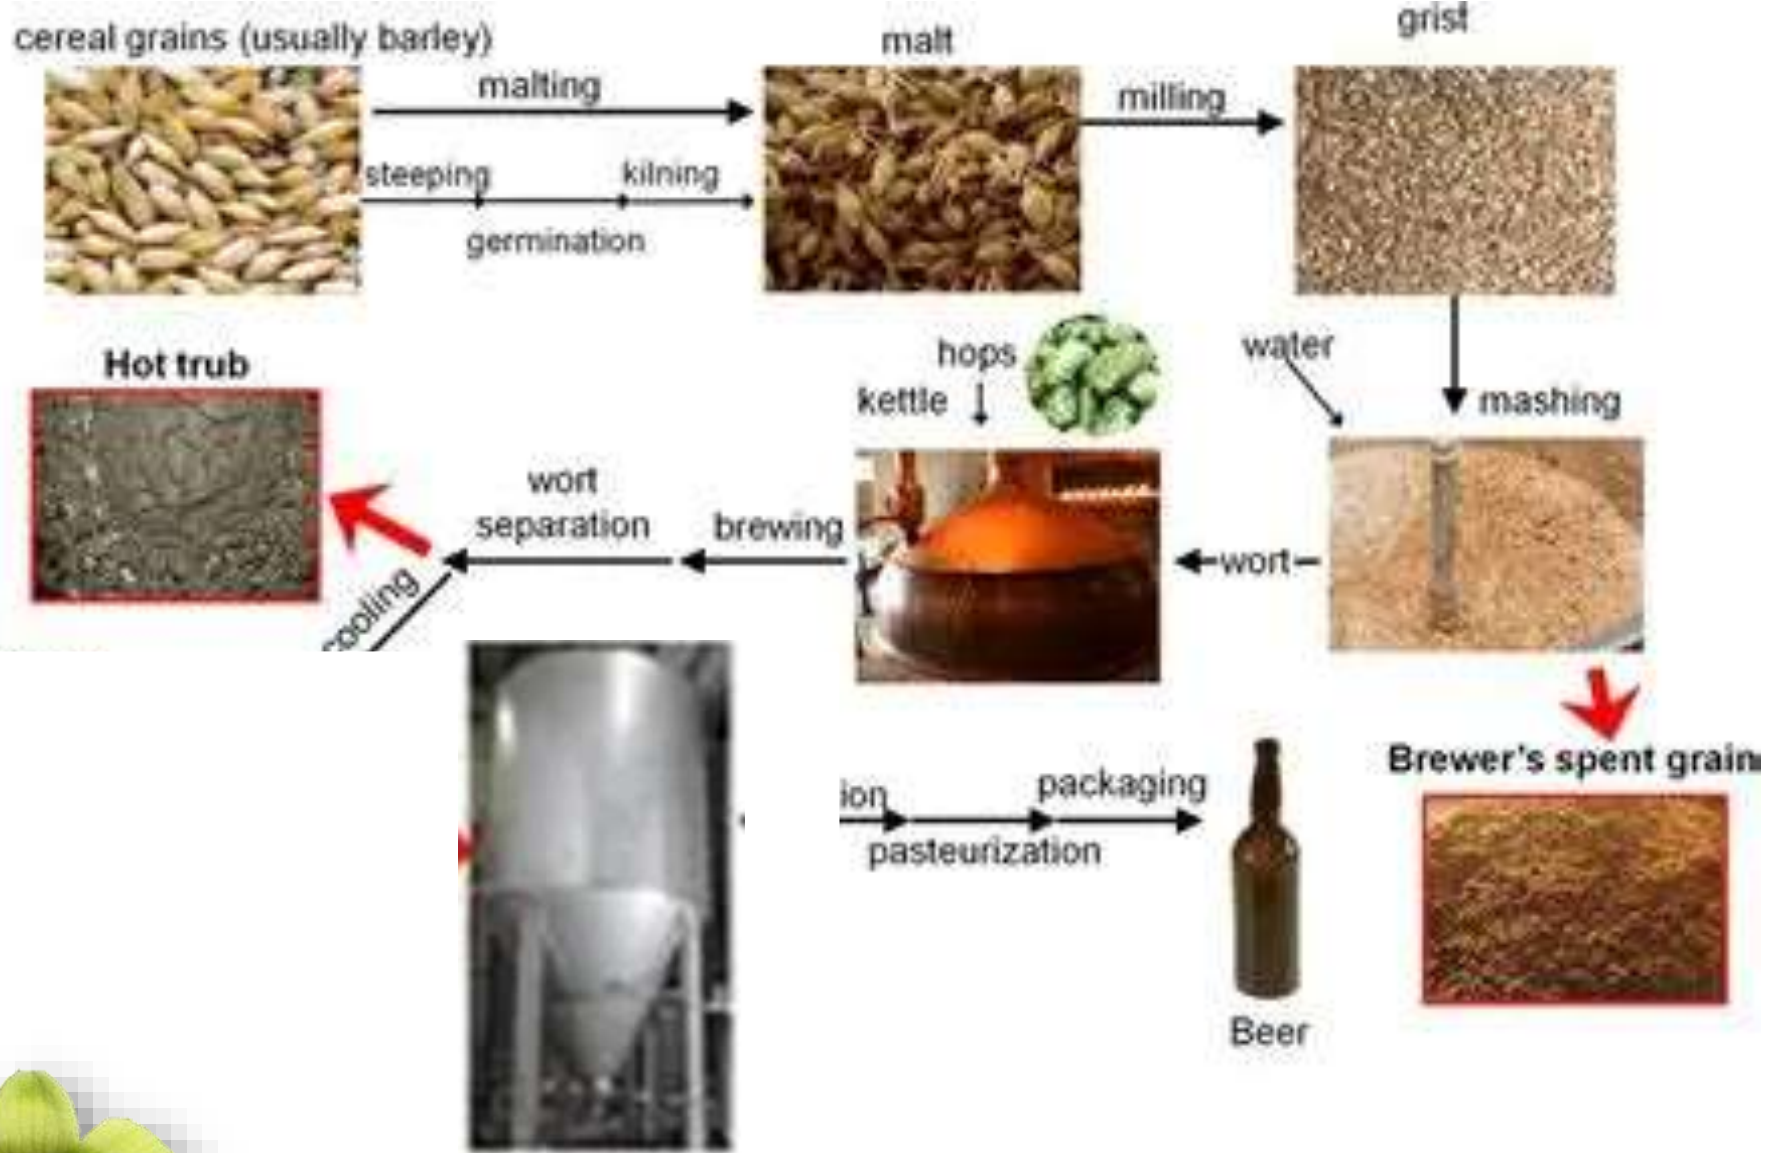 cereal grains (usually barley)
malting
steeping
kilning
germination
malt
milling
grist
Hot trub
hops
kettle
water
mashing
wort
separation
brewing
wort
cooling
Brewer's spent grain
ion
packaging
pasteurization
Beer